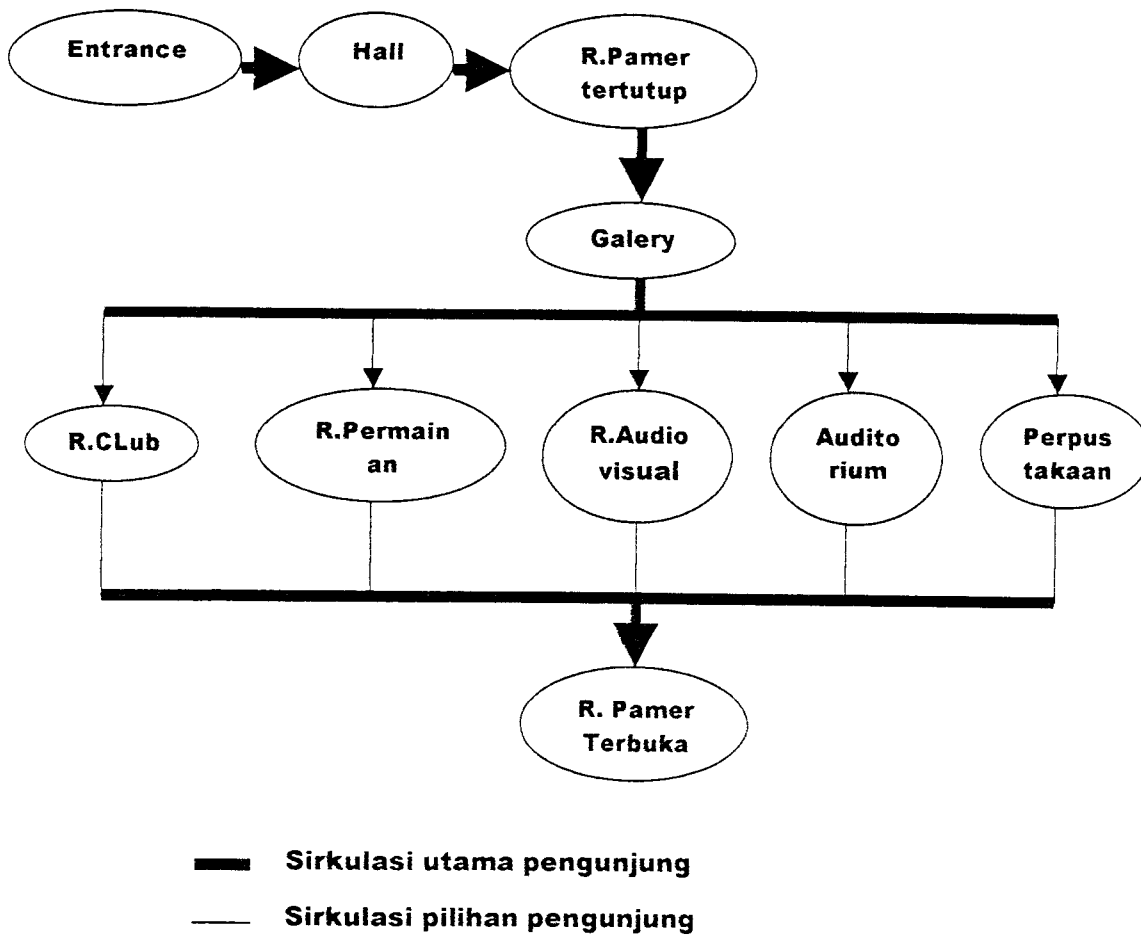 Entrance
Hall
R.Pamer
tertutup
Galery
R.CLub
R.Permain
an
R.Audio
visual
Audito
rium
Perpus
takaan
R. Pamer
Terbuka
Sirkulasi utama pengunjung
Sirkulasi pilihan pengunjung